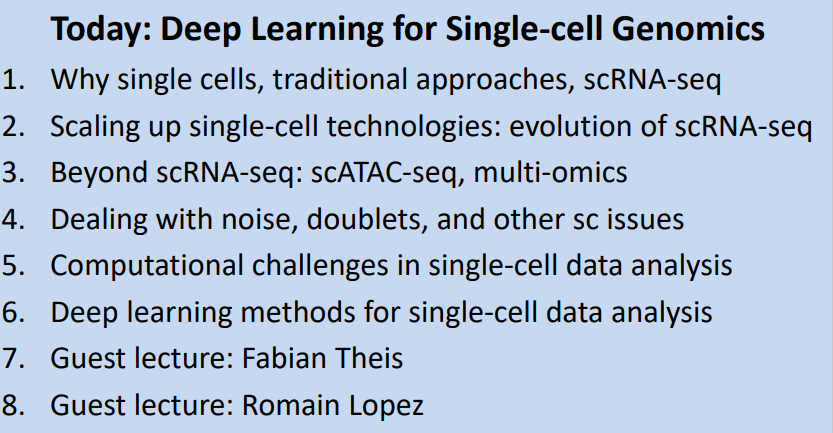 Today: Deep Learning for Single-cell Genomics
1. Why single cells, traditional approaches, scRNA-seq
2. Scaling up single-cell technologies: evolution of scRNA-seq
3. Beyond scRNA-seq: scATAC-seq, multi-omics
4. Dealing with noise, doublets, and other sc issues
5. Computational challenges in single-cell data analysis
6. Deep learning methods for single-cell data analysis
7. Guest lecture: Fabian Theis
8. Guest lecture: Romain Lopez